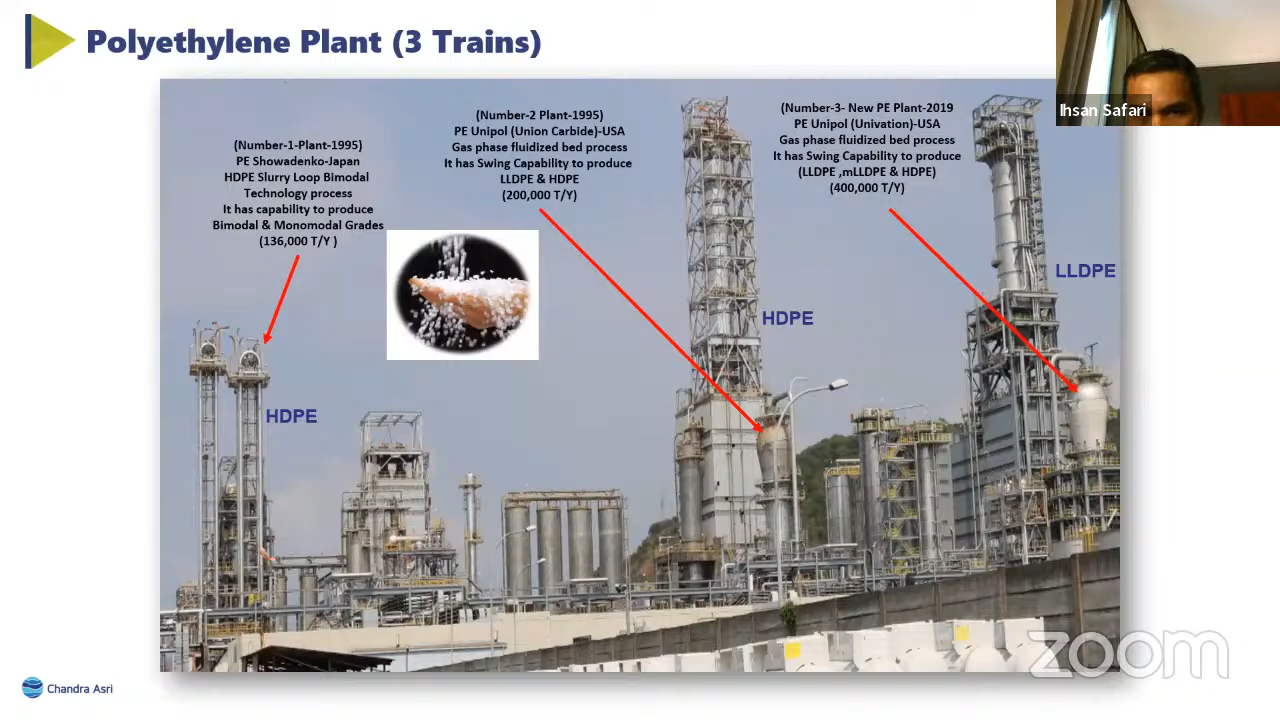 Polyethylene Plant (3 Trains)
Ihsan Safari
(Number-1-Plant-1995)
PE Showadenko-Japan
HDPE Slurry Loop Bimodal
Technology process
It has capability to produce
Bimodal & Monomodal Grades
(136,000 T/Y )
(Number-2 Plant-1995)
PE Unipol (Union Carbide)-USA
Gas phase fluidized bed process
It has Swing Capability to produce
LLDPE & HDPE
(200,000 T/Y)
(Number-3- New PE Plant-2019
PE Unipol (Univation)-USA
Gas phase fluidized bed process
It has Swing Capability to produce
(LLDPE ,mLLDPE & HDPE)
(400,000 T/Y)
LLDPE
HDPE
HDPE
zoom
Chandra Asri